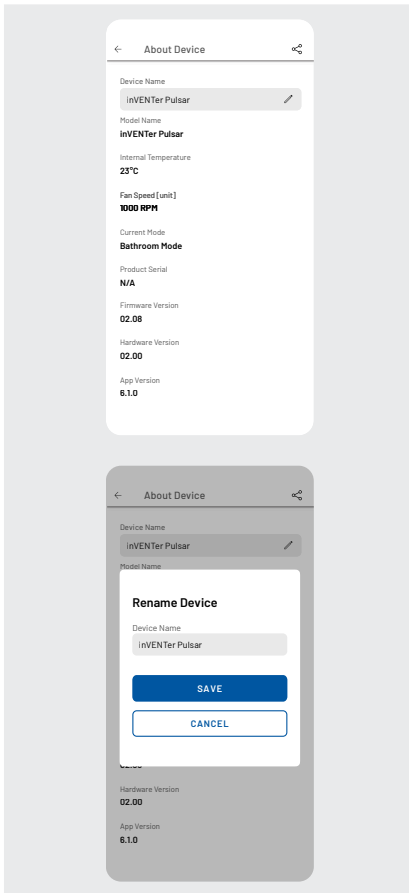 About Device
Device Name
inVENTer Pulsar
Model Name
inVENTer Pulsar
Internal Temperature
23°C
Fan Speed [unit]
1000 RPM
Current Mode
Bathroom Mode
Product Serial
N/A
Firmware Version
02.08
Hardware Version
02.00
App Version
6.1.0
About Device
Device Name
inVENTer Pulsar
Model Name
Rename Device
Device Name
inVENTer Pulsar
SAVE
CANCEL
Hardware Version
02.00
App Version
6.1.0